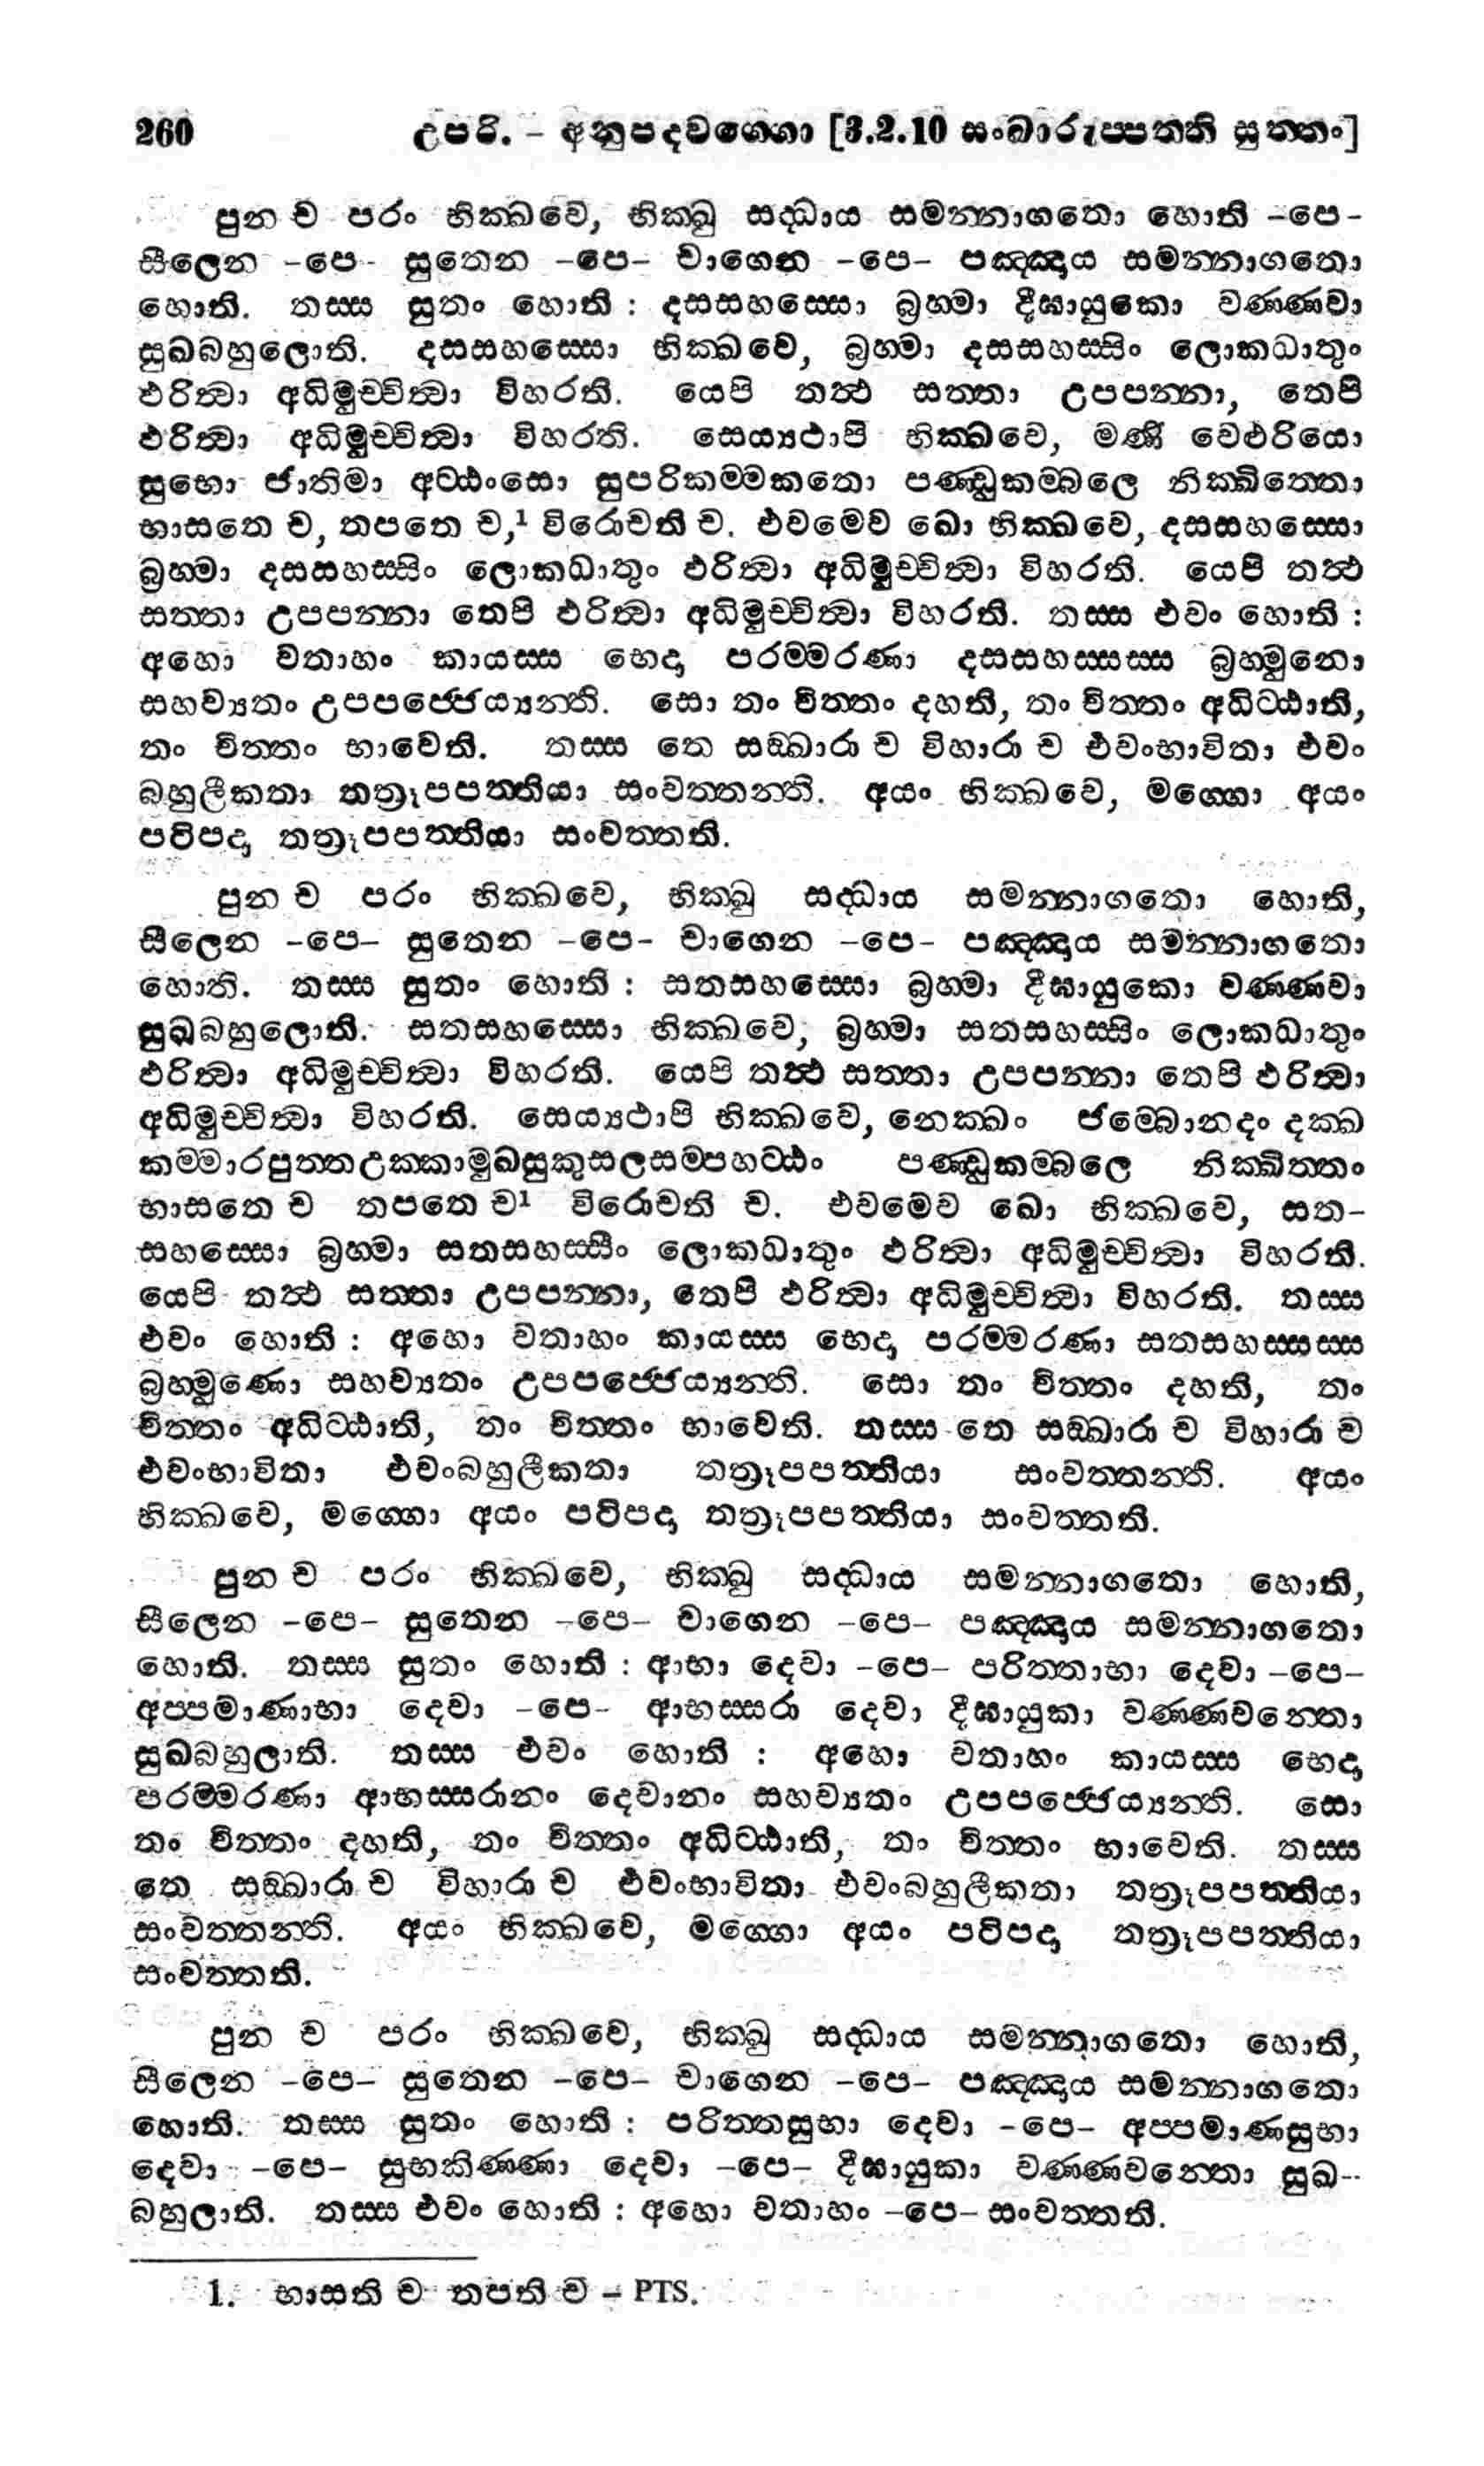 260 උපරි. – අනුපදවග්ගො [3.2.10 සංඛාරුප්පත්ති සුත්තං]
පුන ච පරං භික්ඛවෙ, භික්ඛු සද්ධාය සමන්නාගතො හොති –පෙ–
සීලෙන –පෙ– සුතෙන –පෙ– චාගෙන –පෙ– පඤ්ඤාය සමන්නාගතො
හොති. තස්ස සුතං හොති : දසසහස්සො බ්‍රහ්මා දීඝායුකො වණ්ණවා
සුඛබහුලොති. දසසහස්සො භික්ඛවෙ, බ්‍රහ්මා දසසහස්සිං ලොකධාතුං
ඵරිත්‍වා අධිමුච්චිත්‍වා විහරති. යෙපි තත්‍ථ සත්තා උපපන්නා, තෙපි
ඵරිත්‍වා අධිමුච්චිත්‍වා විහරති. සෙය්‍යථාපි භික්ඛවෙ, මණි වෙළුරියො
සුභො ජාතිමා අට්ඨංසො සුපරිකම්මකතො පණ්ඩුකම්බලෙ නික්ඛිත්තො
භාසතෙ ච, තපතෙ ච,¹ විරොචති ච. එවමෙව ඛො භික්ඛවෙ, දසසහස්සො
බ්‍රහ්මා දසසහස්සිං ලොකධාතුං ඵරිත්‍වා අධිමුච්චිත්‍වා විහරති. යෙපි තත්‍ථ
සත්තා උපපන්නා තෙපි ඵරිත්‍වා අධිමුච්චිත්‍වා විහරති. තස්ස එවං හොති :
අහො වතාහං කායස්ස භෙදා පරම්මරණා දසසහස්සස්ස බ්‍රහ්මුනො
සහව්‍යතං උපපජ්ජෙය්‍යන්ති. සො තං චිත්තං දහති, තං චිත්තං අධිට්ඨාති,
තං චිත්තං භාවෙති. තස්ස තෙ සඞ්ඛාරා ච විහාරා ච එවංභාවිතා එවං
බහුලීකතා තත්‍රූපපත්තියා සංවත්තන්ති. අයං භික්ඛවෙ, මග්ගො අයං
පටිපදා තත්‍රූපපත්තියා සංවත්තති.
පුන ච පරං භික්ඛවෙ, භික්ඛු සද්ධාය සමන්නාගතො හොති,
සීලෙන –පෙ– සුතෙන –පෙ– චාගෙන –පෙ– පඤ්ඤාය සමන්නාගතො
හොති. තස්ස සුතං හොති : සතසහස්සො බ්‍රහ්මා දීඝායුකො වණ්ණවා
සුඛබහුලොති. සතසහස්සො භික්ඛවෙ, බ්‍රහ්මා සතසහස්සිං ලොකධාතුං
ඵරිත්‍වා අධිමුච්චිත්‍වා විහරති. යෙපි තත්‍ථ සත්තා උපපන්නා තෙපි ඵරිත්‍වා
අධිමුච්චිත්‍වා විහරති. සෙය්‍යථාපි භික්ඛවෙ, නෙක්ඛං ජම්බොනදං දක්ඛ
කම්මාරපුත්තඋක්කාමුඛසුකුසලසම්පහට්ඨං පණ්ඩුකම්බලෙ නික්ඛිත්තං
භාසතෙ ච තපතෙ ච¹ විරොචති ච. එවමෙව ඛො භික්ඛවෙ, සත–
සහස්සො බ්‍රහ්මා සතසහස්සිං ලොකධාතුං ඵරිත්‍වා අධිමුච්චිත්‍වා විහරති.
යෙපි තත්‍ථ සත්තා උපපන්නා, තෙපි ඵරිත්‍වා අධිමුච්චිත්‍වා විහරති. තස්ස
එවං හොති : අහො වතාහං කායස්ස භෙදා පරම්මරණා සතසහස්සස්ස
බ්‍රහ්මුණො සහව්‍යතං උපපජ්ජෙය්‍යන්ති. සො තං චිත්තං දහති, තං
චිත්තං අධිට්ඨාති, තං චිත්තං භාවෙති. තස්ස තෙ සඞ්ඛාරා ච විහාරා ච
එවංභාවිතා එවංබහුලීකතා තත්‍රූපපත්තියා සංවත්තන්ති. අයං
භික්ඛවෙ, මග්ගො අයං පටිපදා තත්‍රූපපත්තියා සංවත්තති.
පුන ච පරං භික්ඛවෙ, භික්ඛු සද්ධාය සමන්නාගතො හොති,
සීලෙන –පෙ– සුතෙන –පෙ– චාගෙන –පෙ– පඤ්ඤාය සමන්නාගතො
හොති. තස්ස සුතං හොති : ආභා දෙවා –පෙ– පරිත්තාභා දෙවා –පෙ–
අප්පමාණාභා දෙවා –පෙ– ආභස්සරා දෙවා දීඝායුකා වණ්ණවන්තො
සුඛබහුලාති. තස්ස එවං හොති : අහො වතාහං කායස්ස භෙදා
පරම්මරණා ආභස්සරානං දෙවානං සහව්‍යතං උපපජ්ජෙය්‍යන්ති. සො
තං චිත්තං දහති, තං චිත්තං අධිට්ඨාති, තං චිත්තං භාවෙති. තස්ස
තෙ සඞ්ඛාරා ච විහාරා ච එවංභාවිතා එවංබහුලීකතා තත්‍රූපපත්තියා
සංවත්තන්ති. අයං භික්ඛවෙ, මග්ගො අයං පටිපදා තත්‍රූපපත්තියා
සංවත්තති.
පුන ච පරං භික්ඛවෙ, භික්ඛු සද්ධාය සමන්නාගතො හොති,
සීලෙන –පෙ– සුතෙන –පෙ– චාගෙන –පෙ– පඤ්ඤාය සමන්නාගතො
හොති. තස්ස සුතං හොති : පරිත්තසුභා දෙවා –පෙ– අප්පමාණසුභා
දෙවා –පෙ– සුභකිණ්ණා දෙවා –පෙ– දීඝායුකා වණ්ණවන්තො සුඛ–
බහුලාති. තස්ස එවං හොති : අහො වතාහං –පෙ– සංවත්තති.
1. භාසති ච තපති ච – PTS.